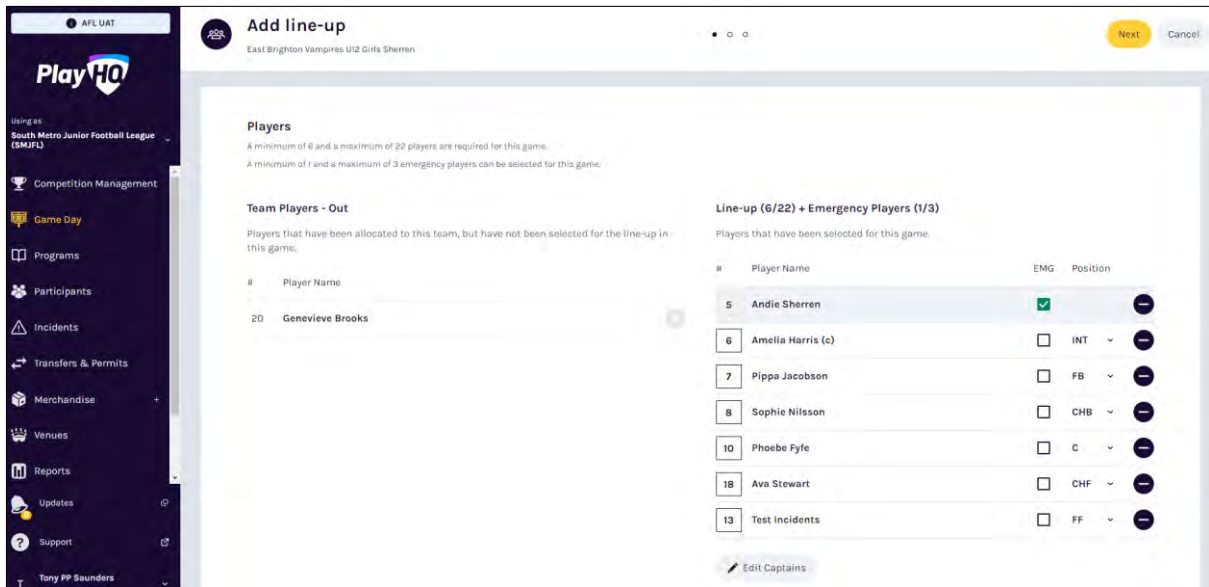 AFL UAT
PlayHQ
Using as
South Metro Junior Football League
(SMJFL)
Competition Management
Game Day
Programs
Participants
Incidents
Transfers & Permits
Merchandise +
Venues
Reports
Updates
Support
T Tony PP Saunders
Add line-up
East Brighton Vampires U12 Girls Sherren
Next Cancel
Players
A minimum of 6 and a maximum of 22 players are required for this game.
A minimum of 1 and a maximum of 3 emergency players can be selected for this game.
Team Players - Out
Players that have been allocated to this team, but have not been selected for the line-up in
this game.
# Player Name
20 Genevieve Brooks
Line-up (6/22) + Emergency Players (1/3)
Players that have been selected for this game.
# Player Name EMG Position
5 Andie Sherren
6 Amelia Harris (c) INT
7 Pippa Jacobson FB
8 Sophie Nilsson CHB
10 Phoebe Fyfe C
18 Ava Stewart CHF
13 Test Incidents FF
Edit Captains